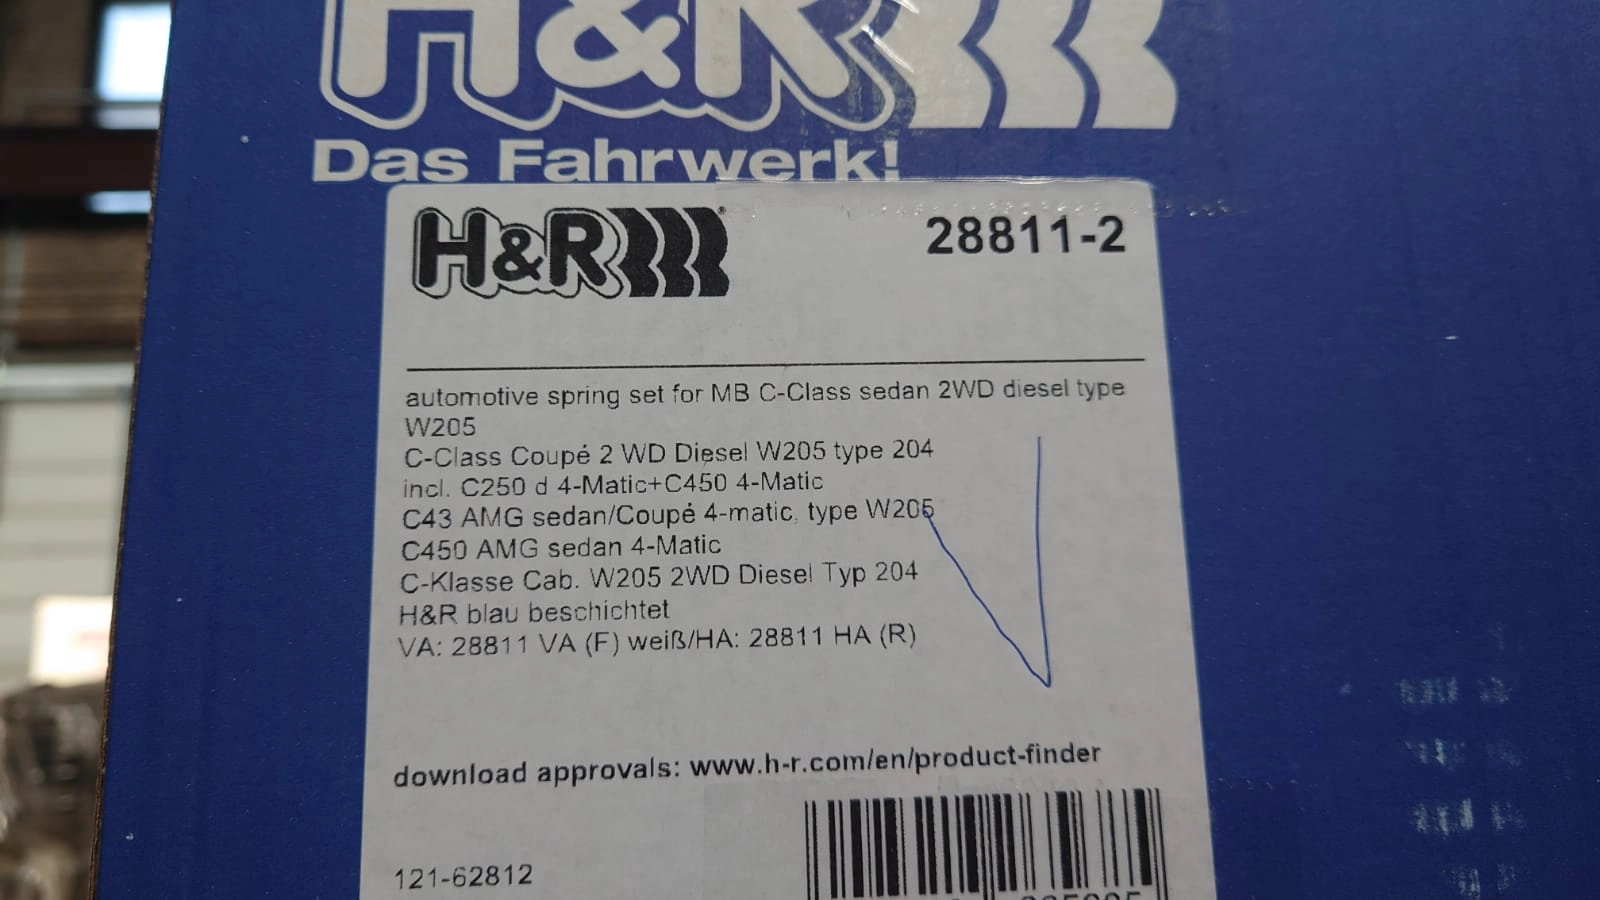 H&R
Das Fahrwerk!
H&R®
28811-2
automotive spring set for MB C-Class sedan 2WD diesel type
W205
C-Class Coupé 2 WD Diesel W205 type 204
incl. C250 d 4-Matic+C450 4-Matic
C43 AMG sedan/Coupé 4-matic, type W205
C450 AMG sedan 4-Matic
C-Klasse Cab. W205 2WD Diesel Typ 204
H&R blau beschichtet
VA: 28811 VA (F) weiß/HA: 28811 HA (R)
download approvals: www.h-r.com/en/product-finder
121-62812